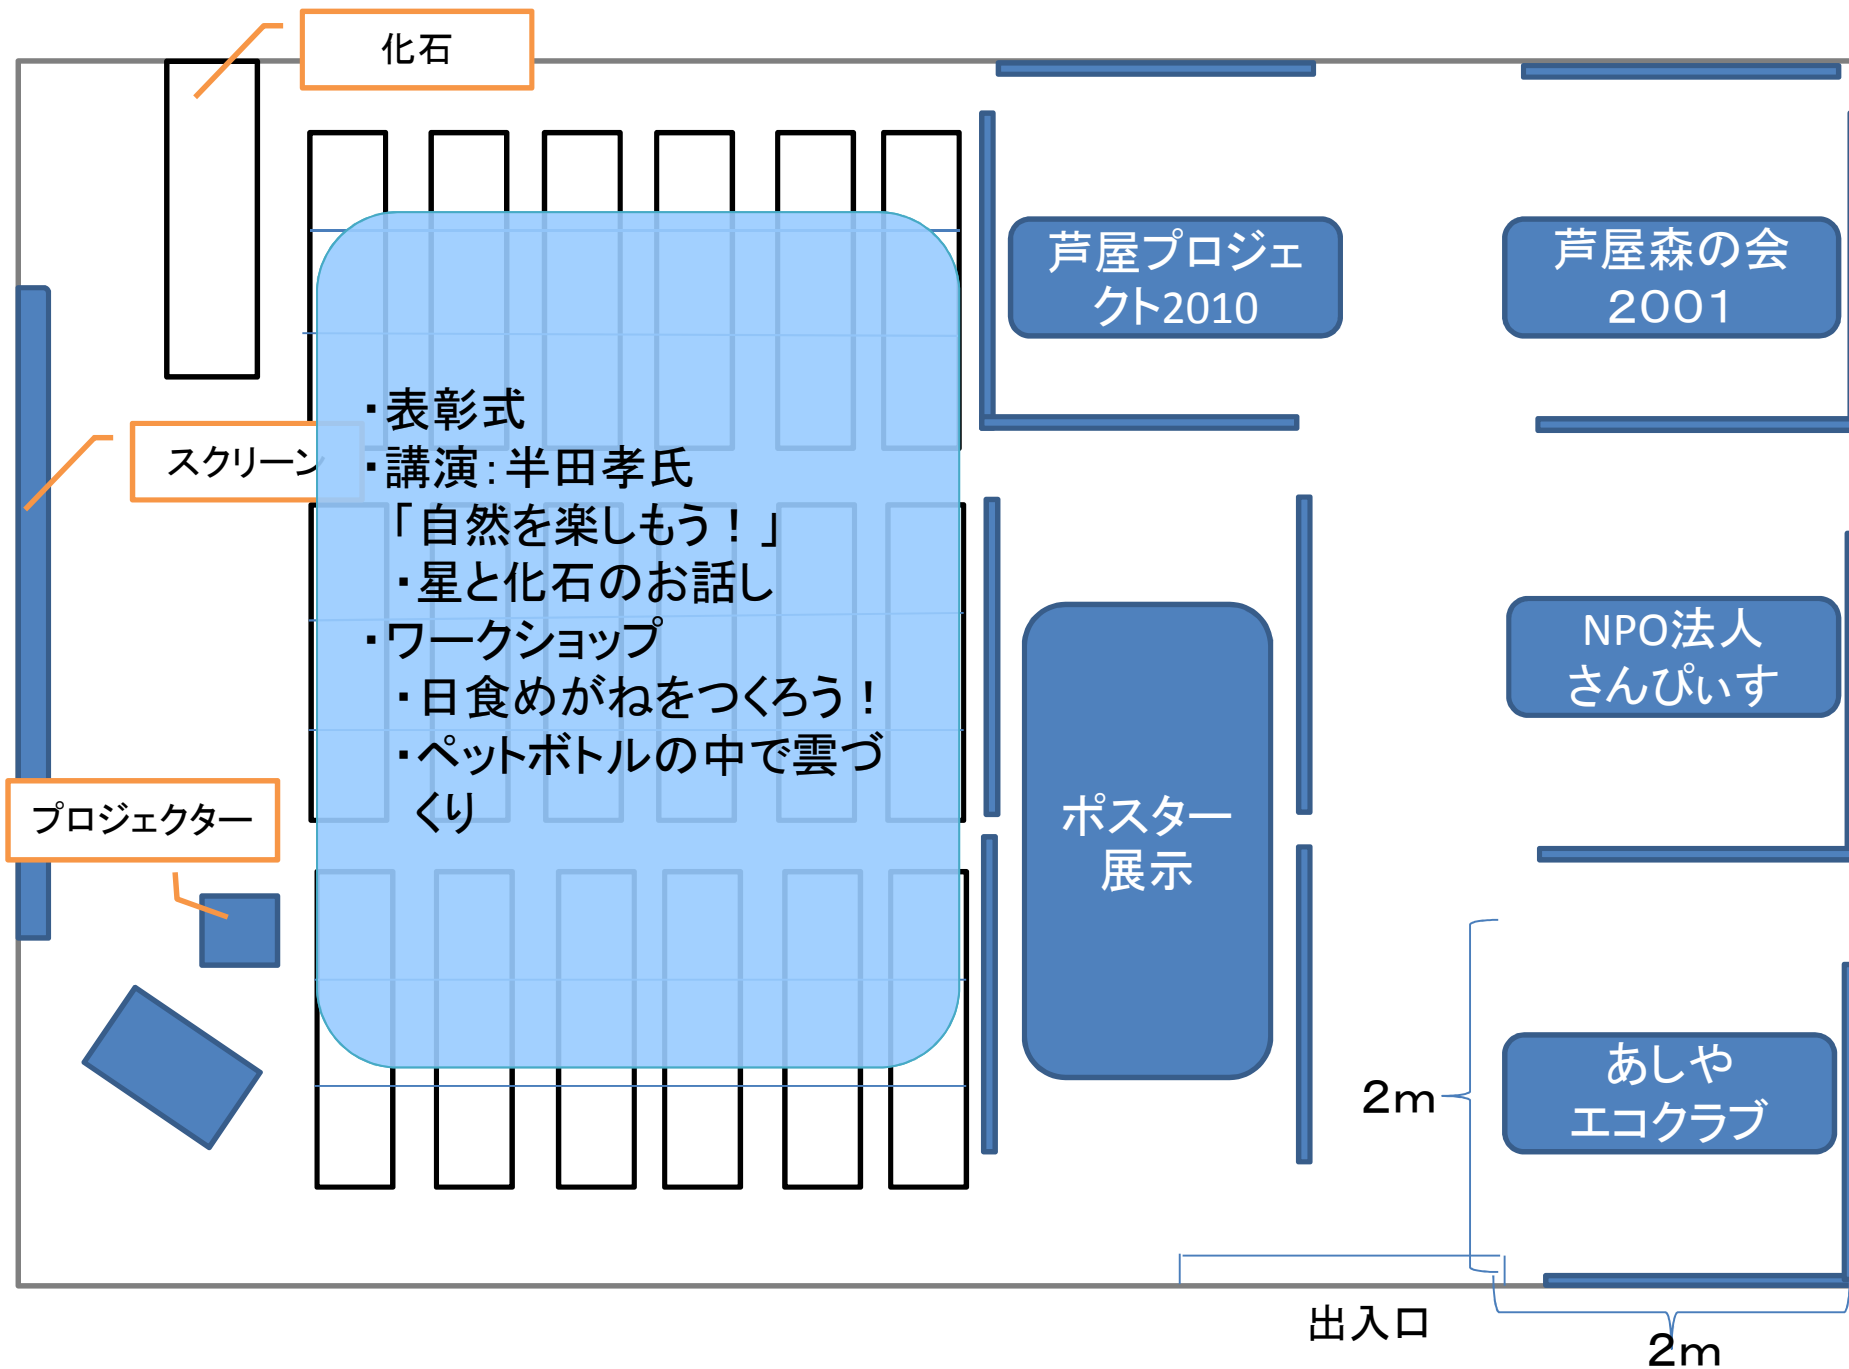 化石
芦屋プロジェ
クト2010
芦屋森の会
２００１
スクリーン
・表彰式
・講演：半田孝氏
「自然を楽しもう！」
・星と化石のお話し
・ワークショップ
・日食めがねをつくろう！
・ペットボトルの中で雲づ
くり
NPO法人
さんぴぃす
プロジェクター
ポスター
展示
あしや
エコクラブ
２ｍ
出入口
２ｍ